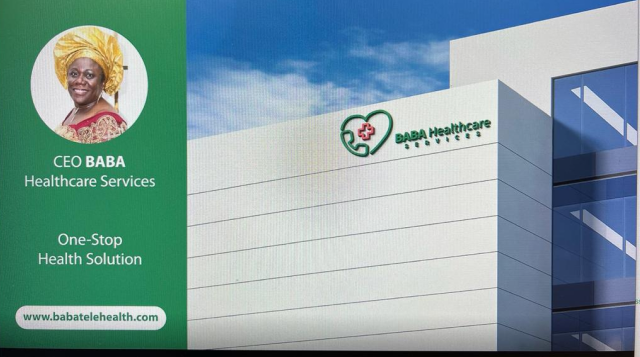 CEO BABA
Healthcare Services
One-Stop
Health Solution
www.babatelehealth.com
BABA Healthcare
SERVICES